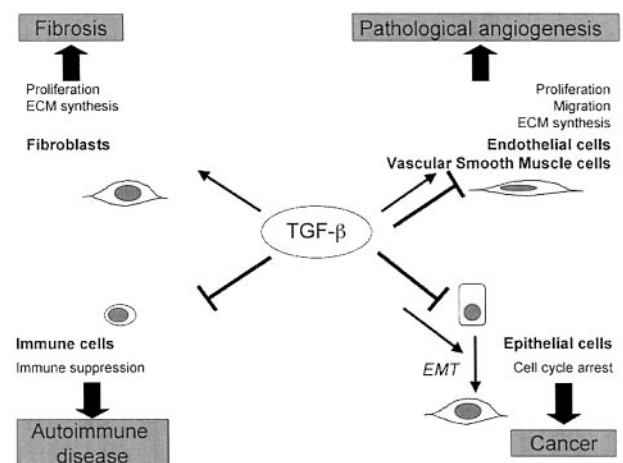 Fibrosis
Proliferation
ECM synthesis
Fibroblasts
Pathological angiogenesis
Proliferation
Migration
ECM synthesis
Endothelial cells
Vascular Smooth Muscle cells
TGF-β
Immune cells
Immune suppression
Autoimmune
disease
EMT
Epithelial cells
Cell cycle arrest
Cancer